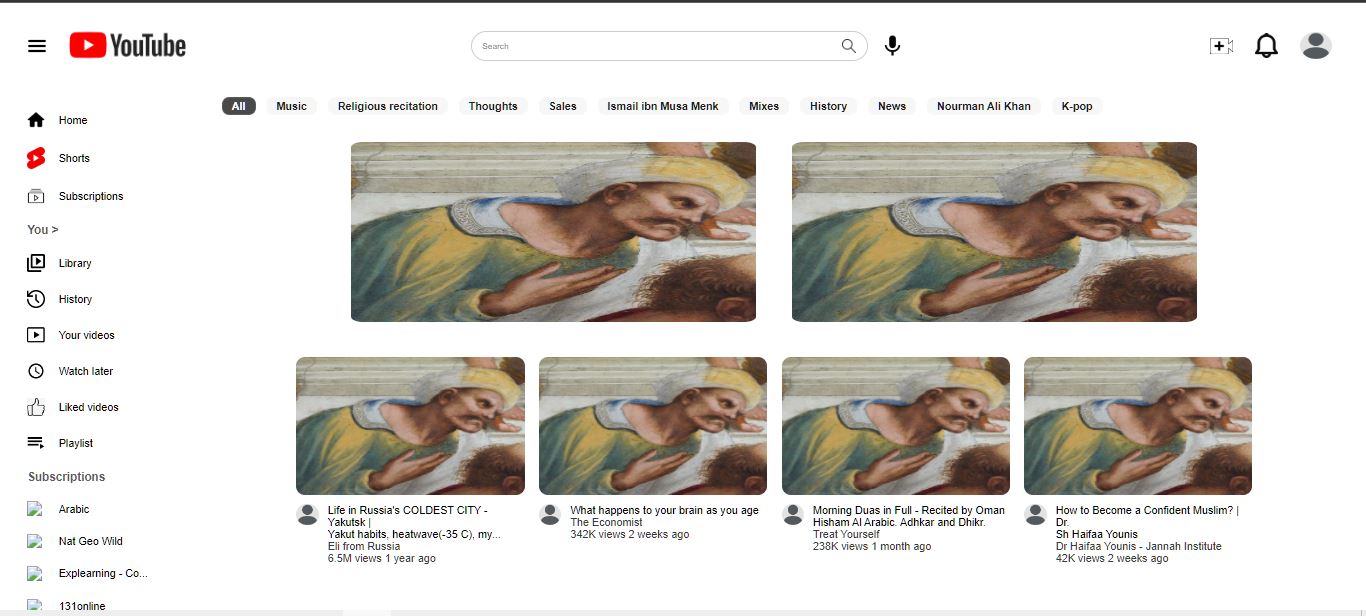 YouTube
Search
All Music Religious recitation Thoughts Sales Ismail ibn Musa Menk Mixes History News Nourman Ali Khan K-pop
Home
Shorts
Subscriptions
You >
Library
History
Your videos
Watch later
Liked videos
Playlist
Subscriptions
Arabic
Nat Geo Wild
Explearning - Co...
131online
Life in Russia's COLDEST CITY -
Yakutsk |
Yakut habits, heatwave(-35 C), my...
Eli from Russia
6.5M views 1 year ago
What happens to your brain as you age
The Economist
342K views 2 weeks ago
Morning Duas in Full - Recited by Oman
Hisham Al Arabic. Adhkar and Dhikr.
Treat Yourself
238K views 1 month ago
How to Become a Confident Muslim? |
Dr.
Sh Haifaa Younis
Dr Haifaa Younis - Jannah Institute
42K views 2 weeks ago